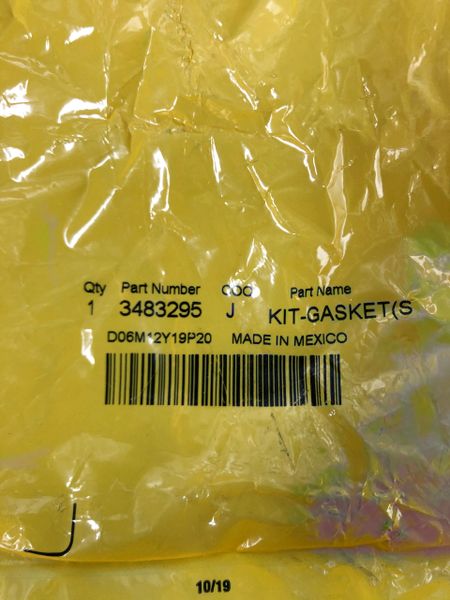 Qty Part Number COO Part Name
1 3483295 J KIT-GASKET(S
D06M12Y19P20 MADE IN MEXICO
10/19